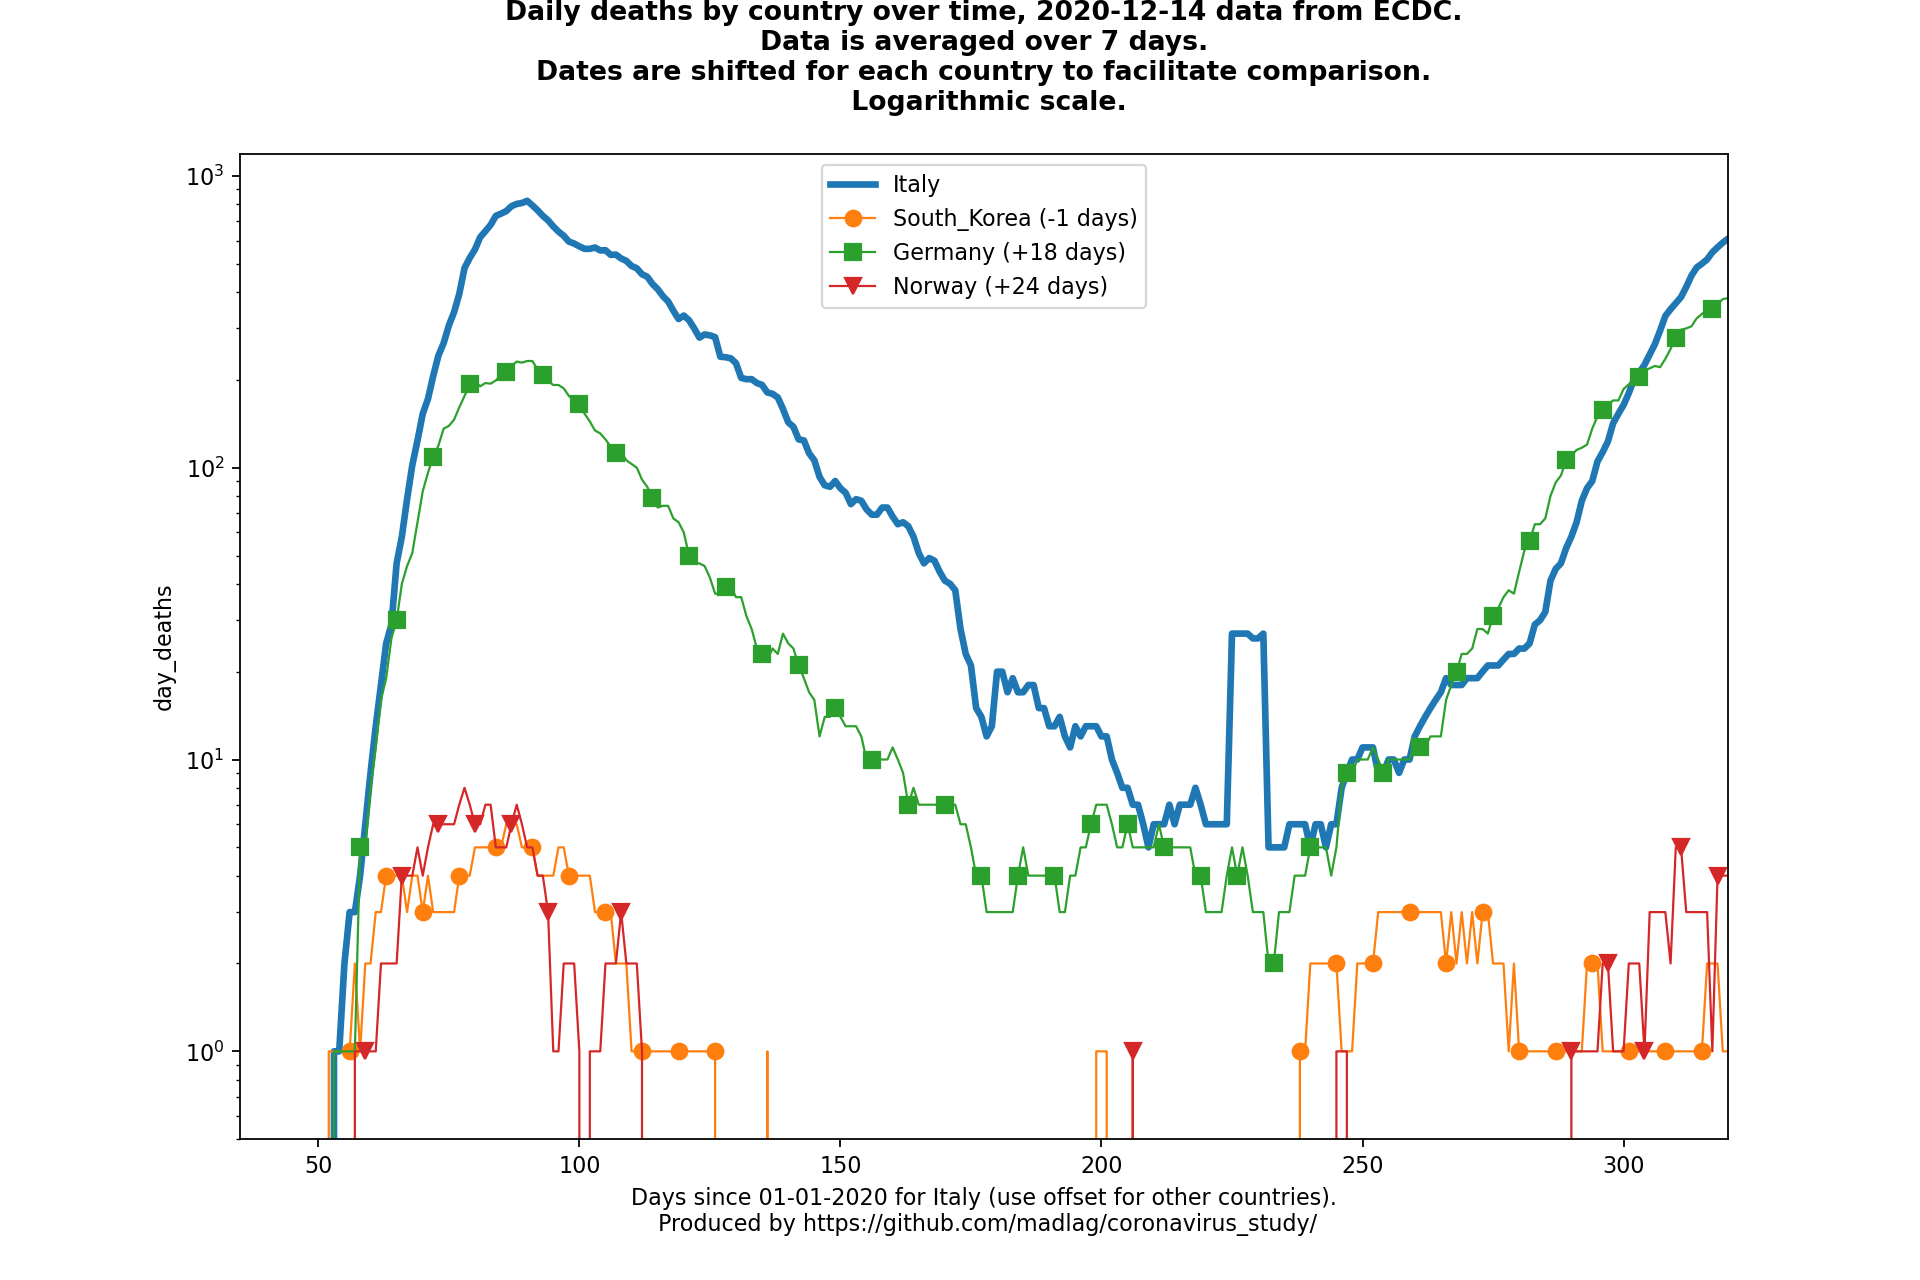 Daily deaths by country over time, 2020-12-14 data from ECDC.
Data is averaged over 7 days.
Dates are shifted for each country to facilitate comparison.
Logarithmic scale.
10³
Italy
South_Korea (-1 days)
Germany (+18 days)
Norway (+24 days)
10²
day_deaths
10¹
10⁰
50 100 150 200 250 300
Days since 01-01-2020 for Italy (use offset for other countries).
Produced by https://github.com/madlag/coronavirus_study/